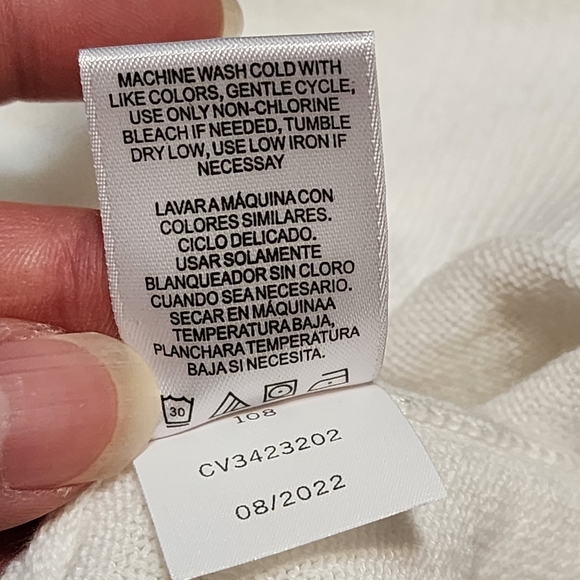 MACHINE WASH COLD WITH
LIKE COLORS, GENTLE CYCLE,
USE ONLY NON-CHLORINE
BLEACH IF NEEDED, TUMBLE
DRY LOW, USE LOW IRON IF
NECESSAY
LAVAR A MÁQUINA CON
COLORES SIMILARES.
CICLO DELICADO.
USAR SOLAMENTE
BLANQUEADOR SIN CLORO
CUANDO SEA NECESARIO.
SECAR EN MÁQUINAA
TEMPERATURA BAJA,
PLANCHAR A TEMPERATURA
BAJA SI NECESITA.
30
108
CV3423202
08/2022